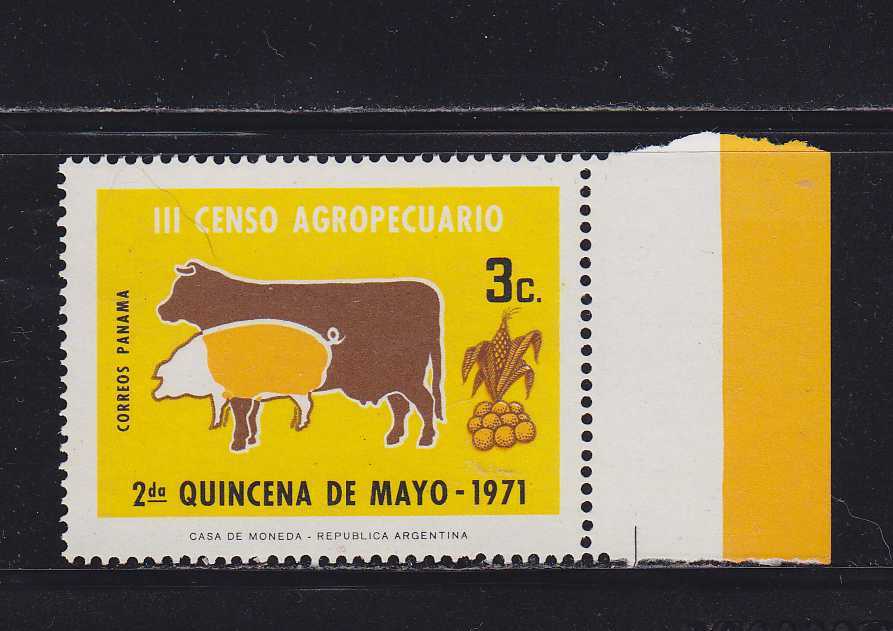 III CENSO AGROPECUARIO
3c.
CORREOS PANAMA
2da QUINCENA DE MAYO - 1971
CASA DE MONEDA - REPUBLICA ARGENTINA